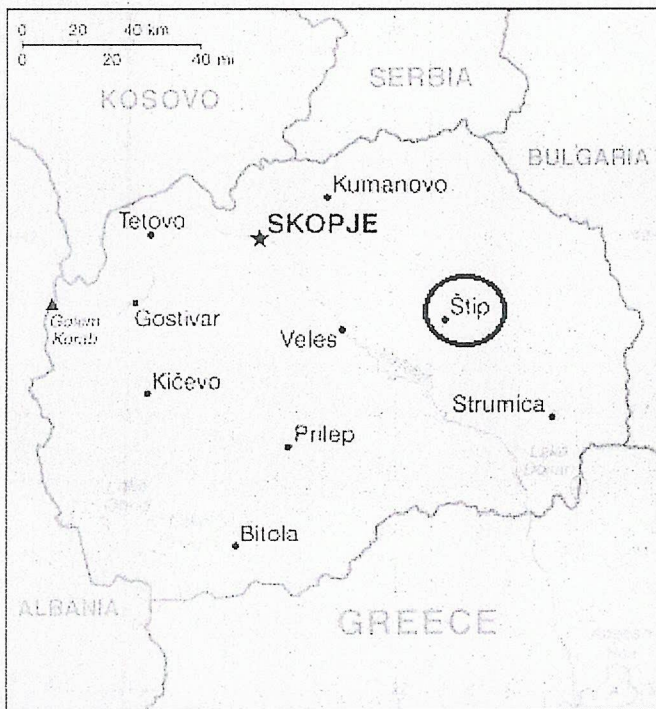 0 20 40 km
0 20 40 mi
SERBIA
KOSOVO
BULGARIA
Kumanovo
Tetovo
SKOPJE
Štip
Gostivar
Veles
Kičevo
Strumica
Prilep
Lake
Bitola
ALBANIA
GREECE